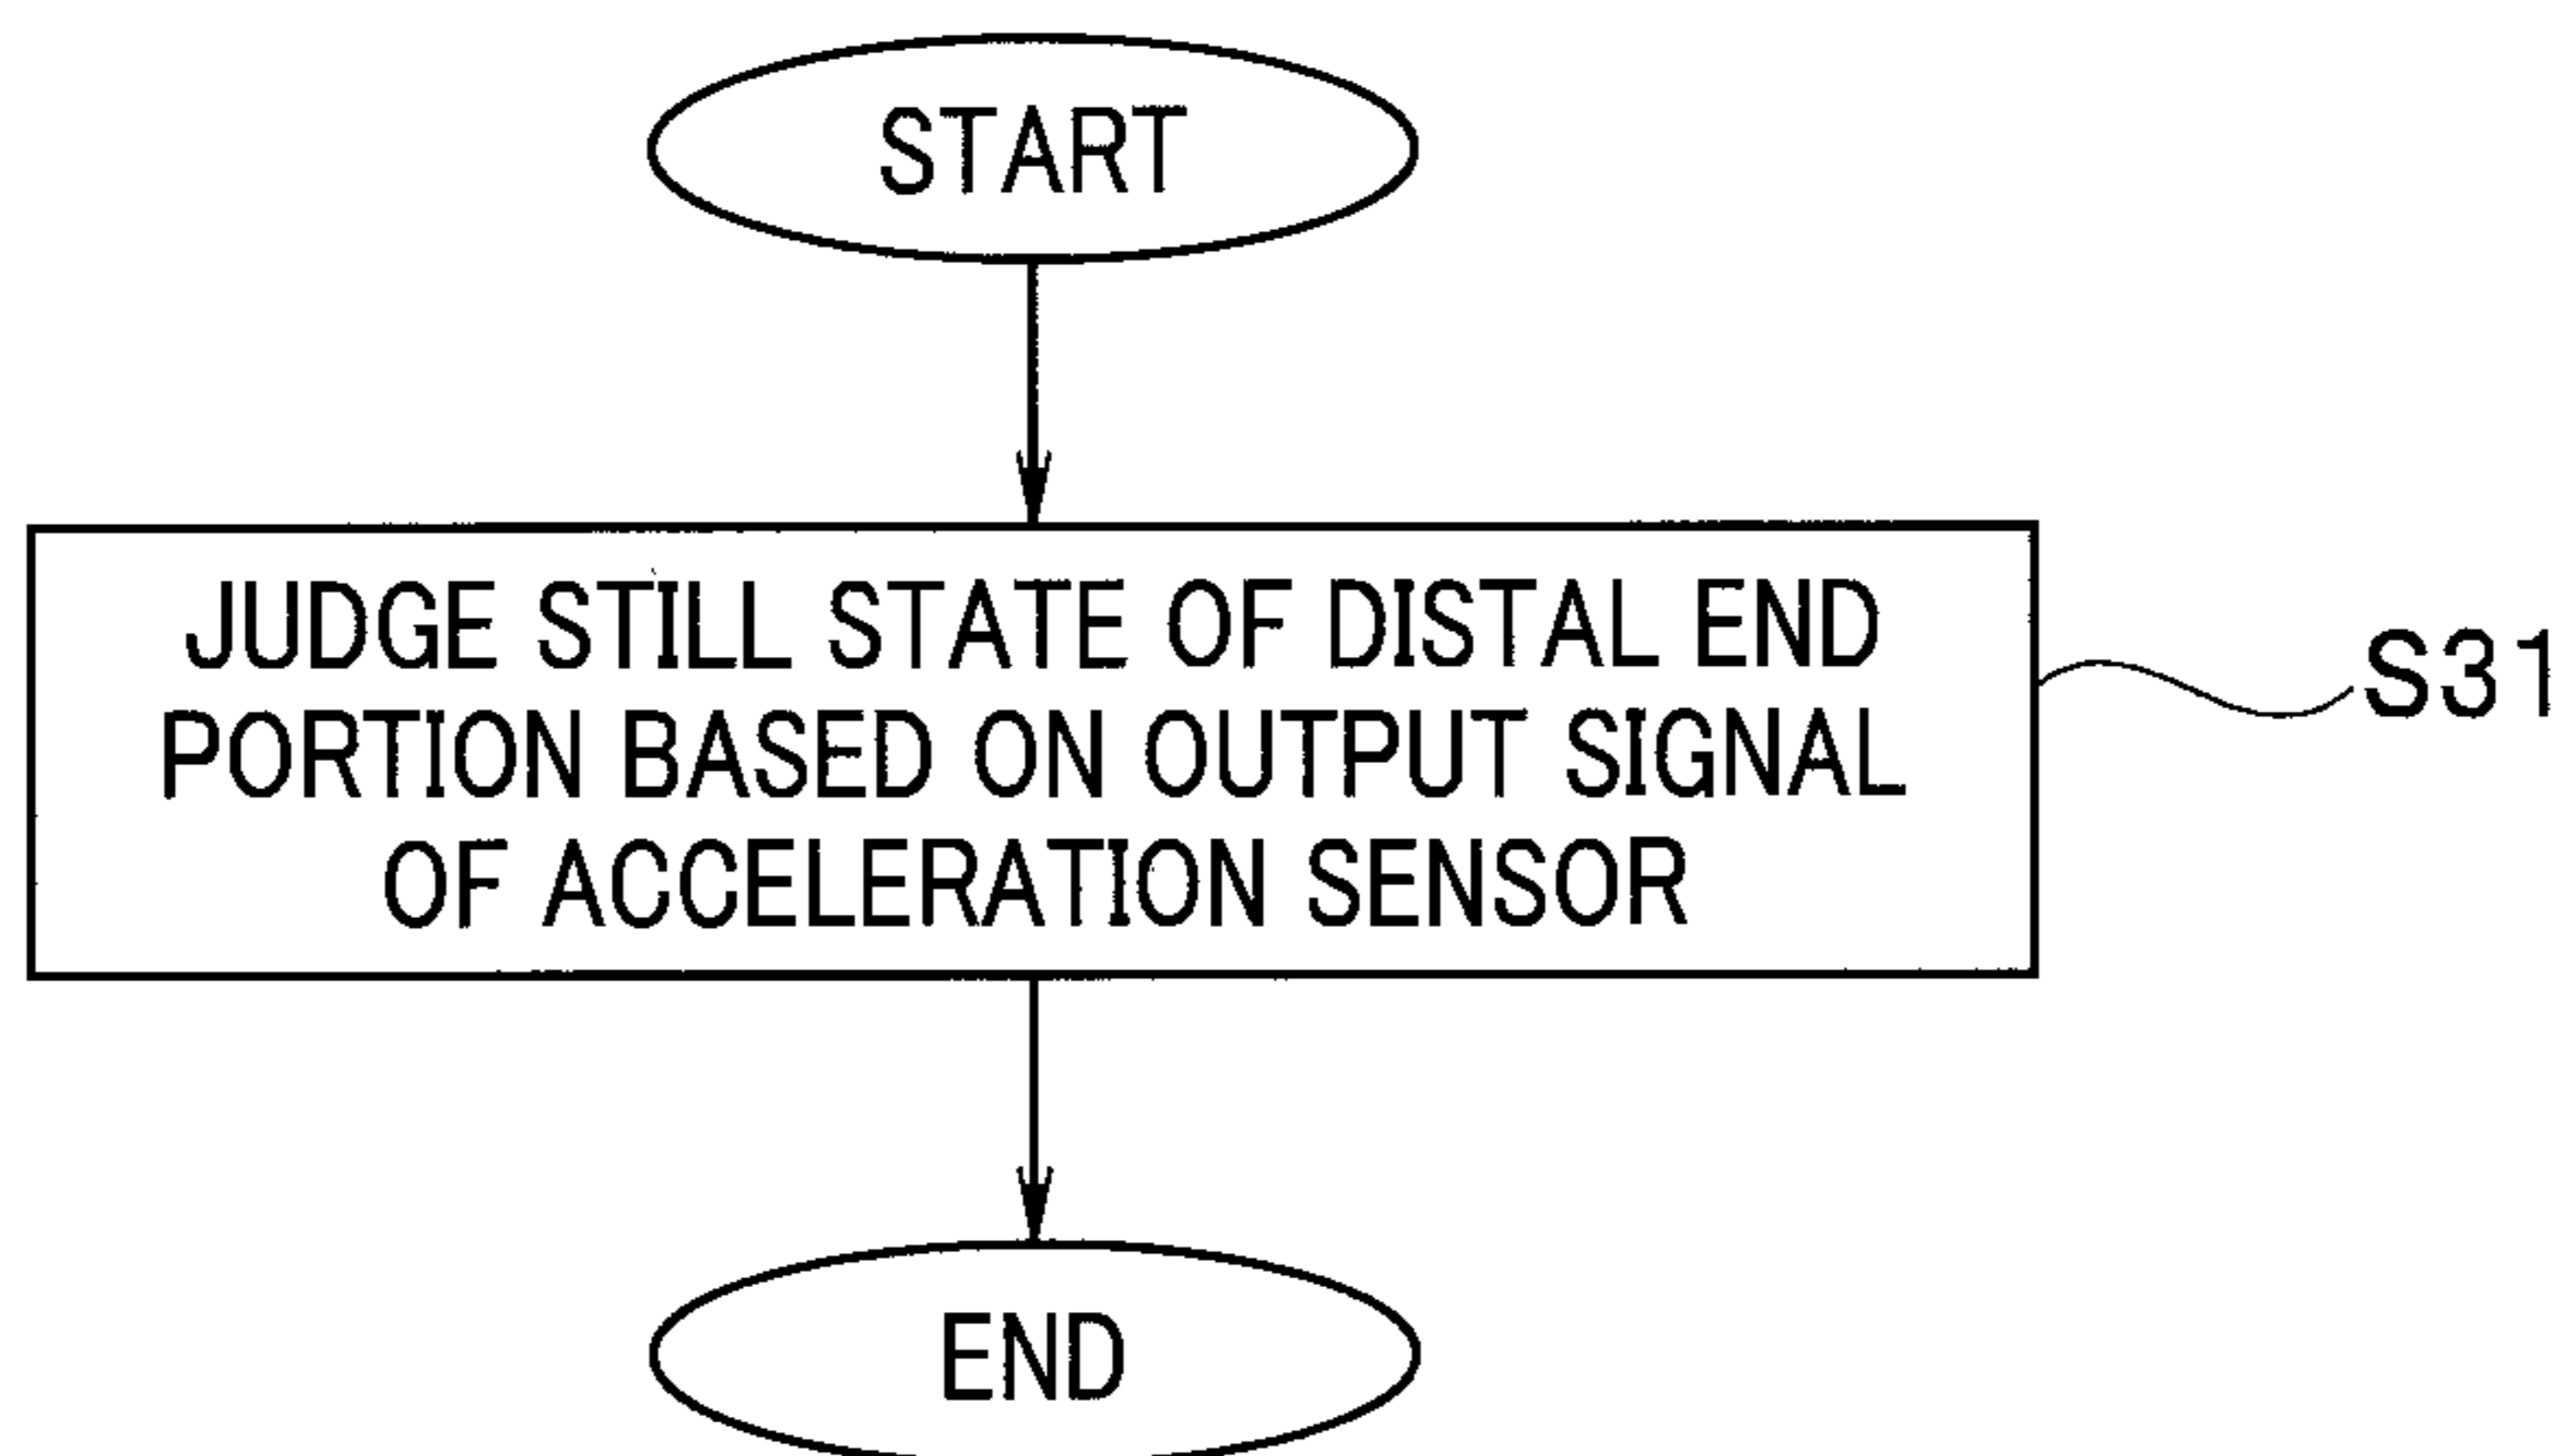 START
JUDGE STILL STATE OF DISTAL END
PORTION BASED ON OUTPUT SIGNAL
OF ACCELERATION SENSOR
S31
END